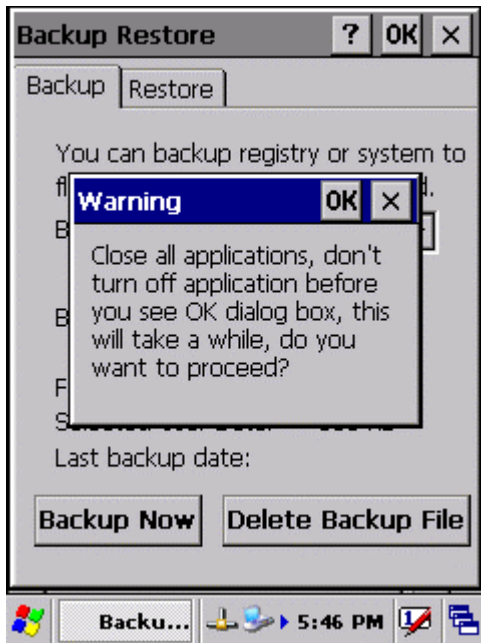 Backup Restore ? OK ×
Backup Restore
You can backup registry or system to
Warning OK ×
Close all applications, don't
turn off application before
you see OK dialog box, this
will take a while, do you
want to proceed?
Last backup date:
Backup Now Delete Backup File
Backu... 5:46 PM